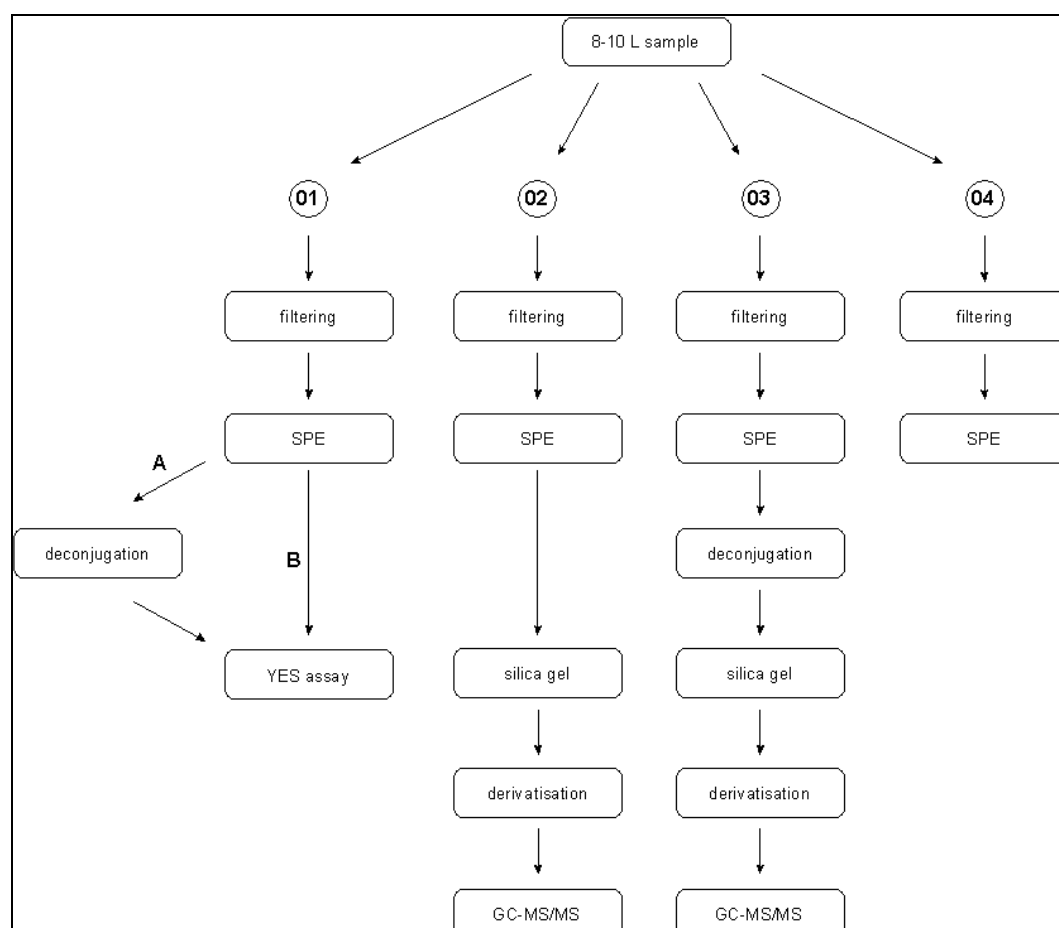 8-10 L sample
01 02 03 04
filtering filtering filtering filtering
SPE SPE SPE SPE
A
deconjugation B deconjugation
YES assay silica gel silica gel
derivatisation derivatisation
GC-MS/MS GC-MS/MS